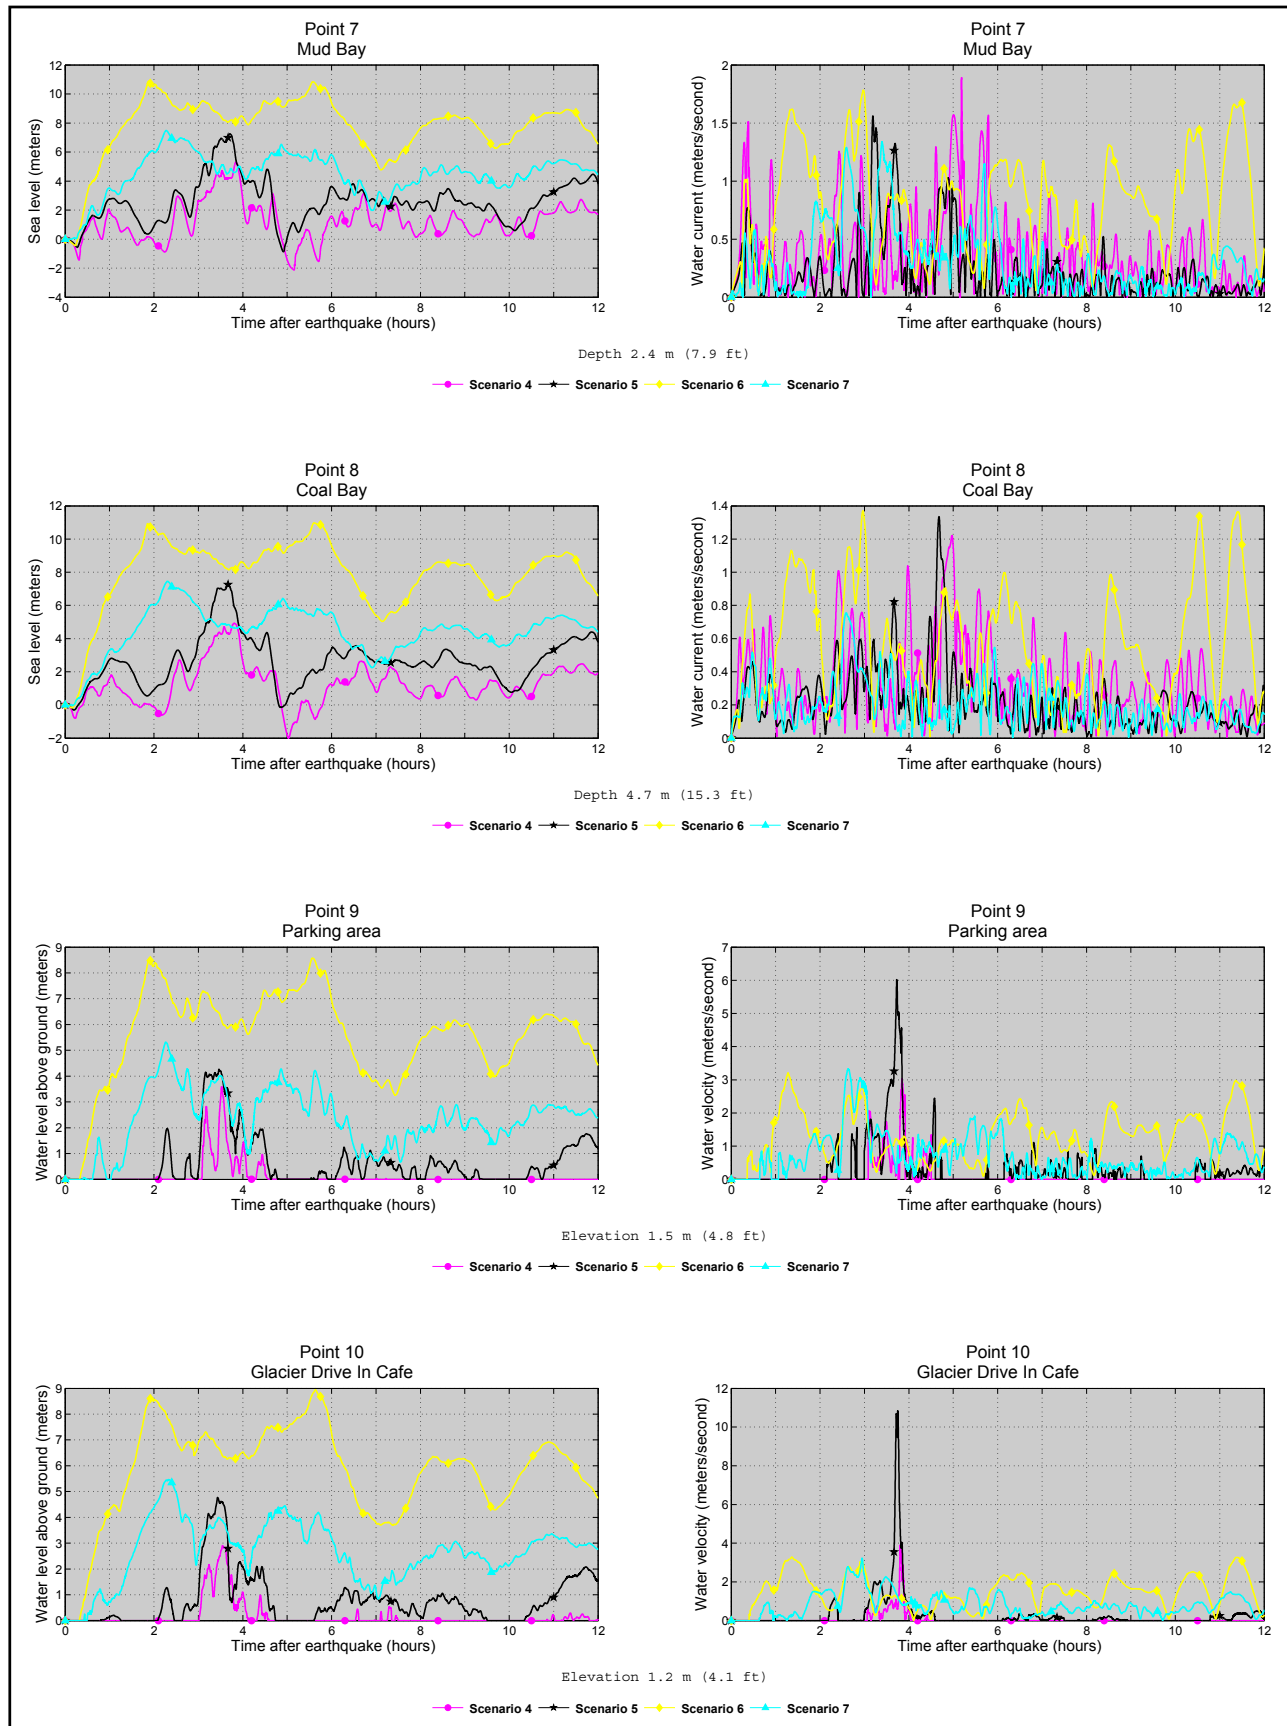 Point 7
Mud Bay
Sea level (meters)
12
10
8
6
4
2
0
−2
−4
0 2 4 6 8 10 12
Time after earthquake (hours)
Point 7
Mud Bay
Water current (meters/second)
2
1.5
1
0.5
0
0 2 4 6 8 10 12
Time after earthquake (hours)
Depth 2.4 m (7.9 ft)
Scenario 4 Scenario 5 Scenario 6 Scenario 7
Point 8
Coal Bay
Sea level (meters)
12
10
8
6
4
2
0
−2
0 2 4 6 8 10 12
Time after earthquake (hours)
Point 8
Coal Bay
Water current (meters/second)
1.4
1.2
1
0.8
0.6
0.4
0.2
0
0 2 4 6 8 10 12
Time after earthquake (hours)
Depth 4.7 m (15.3 ft)
Scenario 4 Scenario 5 Scenario 6 Scenario 7
Point 9
Parking area
Water level above ground (meters)
9
8
7
6
5
4
3
2
1
0
0 2 4 6 8 10 12
Time after earthquake (hours)
Point 9
Parking area
Water velocity (meters/second)
7
6
5
4
3
2
1
0
0 2 4 6 8 10 12
Time after earthquake (hours)
Elevation 1.5 m (4.8 ft)
Scenario 4 Scenario 5 Scenario 6 Scenario 7
Point 10
Glacier Drive In Cafe
Water level above ground (meters)
9
8
7
6
5
4
3
2
1
0
0 2 4 6 8 10 12
Time after earthquake (hours)
Point 10
Glacier Drive In Cafe
Water velocity (meters/second)
12
10
8
6
4
2
0
0 2 4 6 8 10 12
Time after earthquake (hours)
Elevation 1.2 m (4.1 ft)
Scenario 4 Scenario 5 Scenario 6 Scenario 7